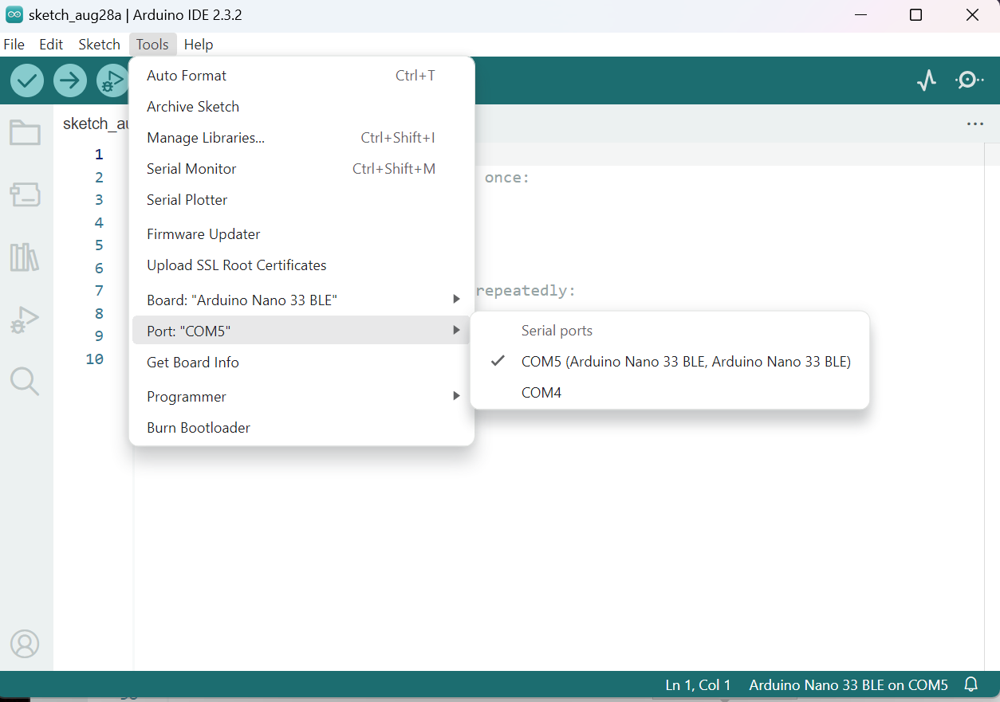 sketch_aug28a | Arduino IDE 2.3.2
File Edit Sketch Tools Help
Auto Format Ctrl+T
Archive Sketch
sketch_au
Manage Libraries... Ctrl+Shift+I
1
Serial Monitor Ctrl+Shift+M
2 once:
Serial Plotter
3
4
Firmware Updater
5
Upload SSL Root Certificates
6
7 repeatedly:
Board: "Arduino Nano 33 BLE"
8
Port: "COM5" Serial ports
9
Get Board Info COM5 (Arduino Nano 33 BLE, Arduino Nano 33 BLE)
10
Programmer COM4
Burn Bootloader
Ln 1, Col 1 Arduino Nano 33 BLE on COM5